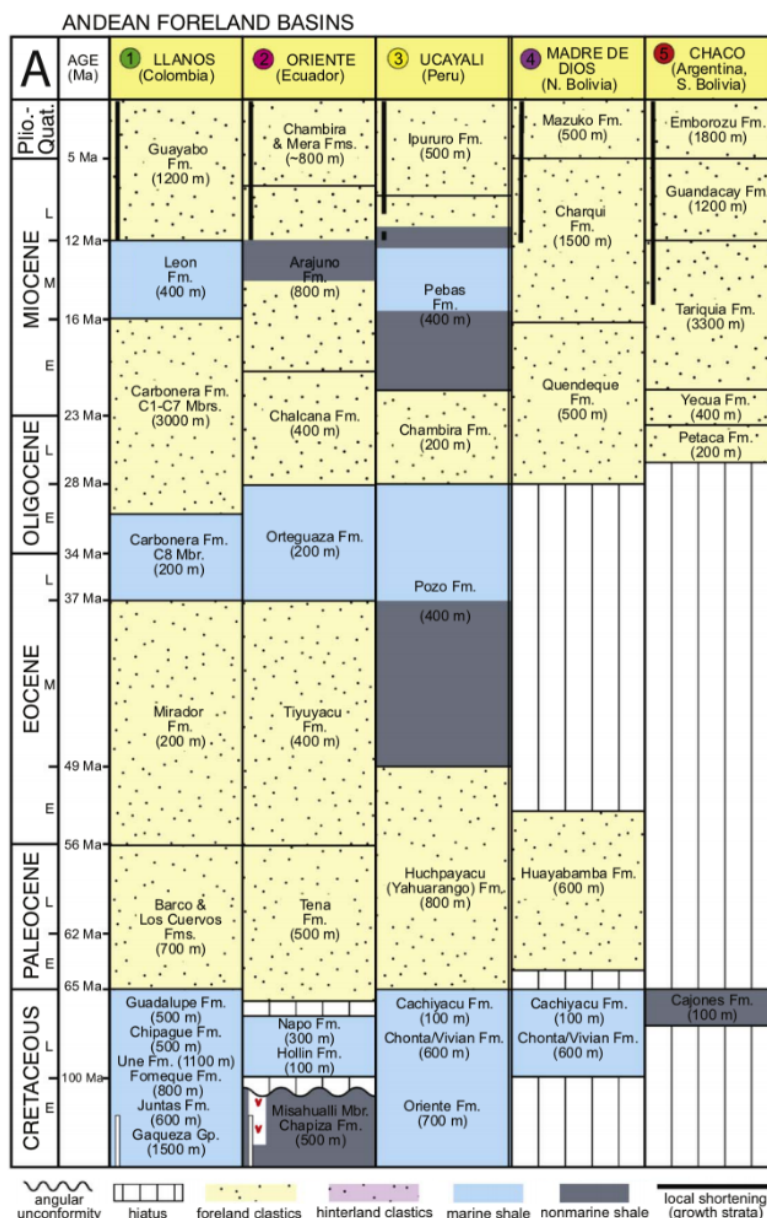 ANDEAN FORELAND BASINS
A
AGE
(Ma)
1 LLANOS
(Colombia)
2 ORIENTE
(Ecuador)
3 UCAYALI
(Peru)
4 MADRE DE
DIOS
(N. Bolivia)
5 CHACO
(Argentina,
S. Bolivia)
Plio.-
Quat.
MIOCENE
L
M
E
OLIGOCENE
L
E
EOCENE
L
M
E
PALEOCENE
L
E
CRETACEOUS
L
E
5 Ma
12 Ma
16 Ma
23 Ma
28 Ma
34 Ma
37 Ma
49 Ma
56 Ma
62 Ma
65 Ma
100 Ma
Guayabo
Fm.
(1200 m)
Leon
Fm.
(400 m)
Carbonera Fm.
C1-C7 Mbrs.
(3000 m)
Carbonera Fm.
C8 Mbr.
(200 m)
Mirador
Fm.
(200 m)
Barco &
Los Cuervos
Fms.
(700 m)
Guadalupe Fm.
(500 m)
Chipague Fm.
(500 m)
Une Fm. (1100 m)
Fomeque Fm.
(800 m)
Juntas Fm.
(600 m)
Gaqueza Gp.
(1500 m)
Chambira
& Mera Fms.
(~800 m)
Arajuno
Fm.
(800 m)
Chalcana Fm.
(400 m)
Orteguaza Fm.
(200 m)
Tiyuyacu
Fm.
(400 m)
Tena
Fm.
(500 m)
Napo Fm.
(300 m)
Hollin Fm.
(100 m)
v
v
Misahualli Mbr.
Chapiza Fm.
(500 m)
Ipururo Fm.
(500 m)
Pebas
Fm.
(400 m)
Chambira Fm.
(200 m)
Pozo Fm.
(400 m)
Huchpayacu
(Yahuarango) Fm.
(800 m)
Cachiyacu Fm.
(100 m)
Chonta/Vivian Fm.
(600 m)
Oriente Fm.
(700 m)
Mazuko Fm.
(500 m)
Charqui
Fm.
(1500 m)
Quendeque
Fm.
(500 m)
Huayabamba Fm.
(600 m)
Cachiyacu Fm.
(100 m)
Chonta/Vivian Fm.
(600 m)
Emborozu Fm.
(1800 m)
Guandacay Fm.
(1200 m)
Tariquia Fm.
(3300 m)
Yecua Fm.
(400 m)
Petaca Fm.
(200 m)
Cajones Fm.
(100 m)
angular
unconformity
hiatus
foreland clastics
hinterland clastics
marine shale
nonmarine shale
local shortening
(growth strata)